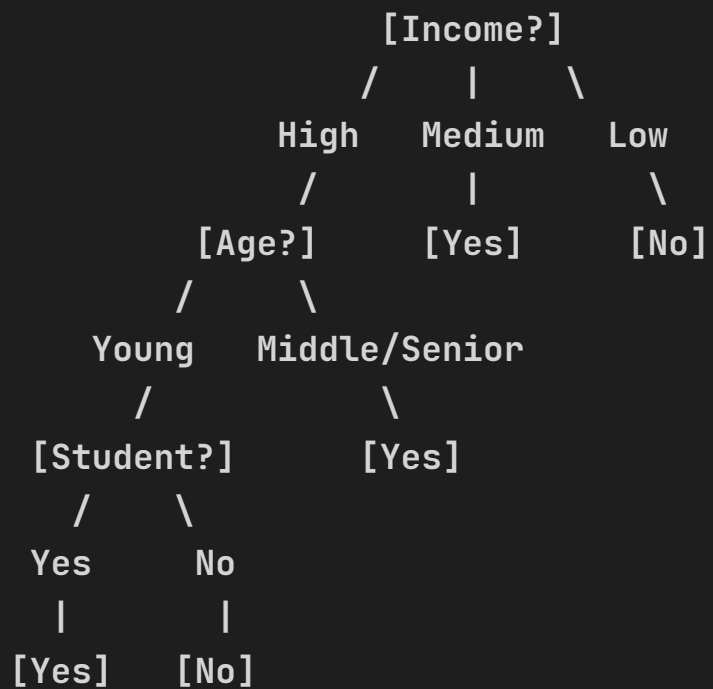 [Income?]
/ | \
High Medium Low
/ | \
[Age?] [Yes] [No]
/ \
Young Middle/Senior
/ \
[Student?] [Yes]
/ \
Yes No
| |
[Yes] [No]